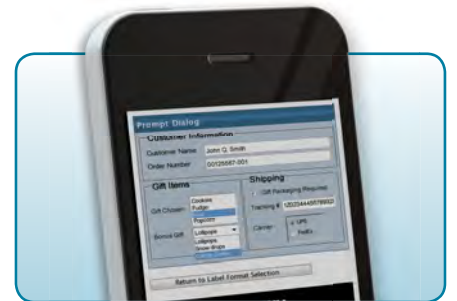 Prompt Dialog
Customer Information
Customer Name John Q. Smith
Order Number 00125587-001
Gift Items
Gift Chosen
Cookies
Fudge
Popcorn
Bonus Gift Lollipops
Lollipops
Snow drops
Shipping
Gift Packaging Required
Tracking #
Carrier UPS
FedEx
Return to Label Format Selection